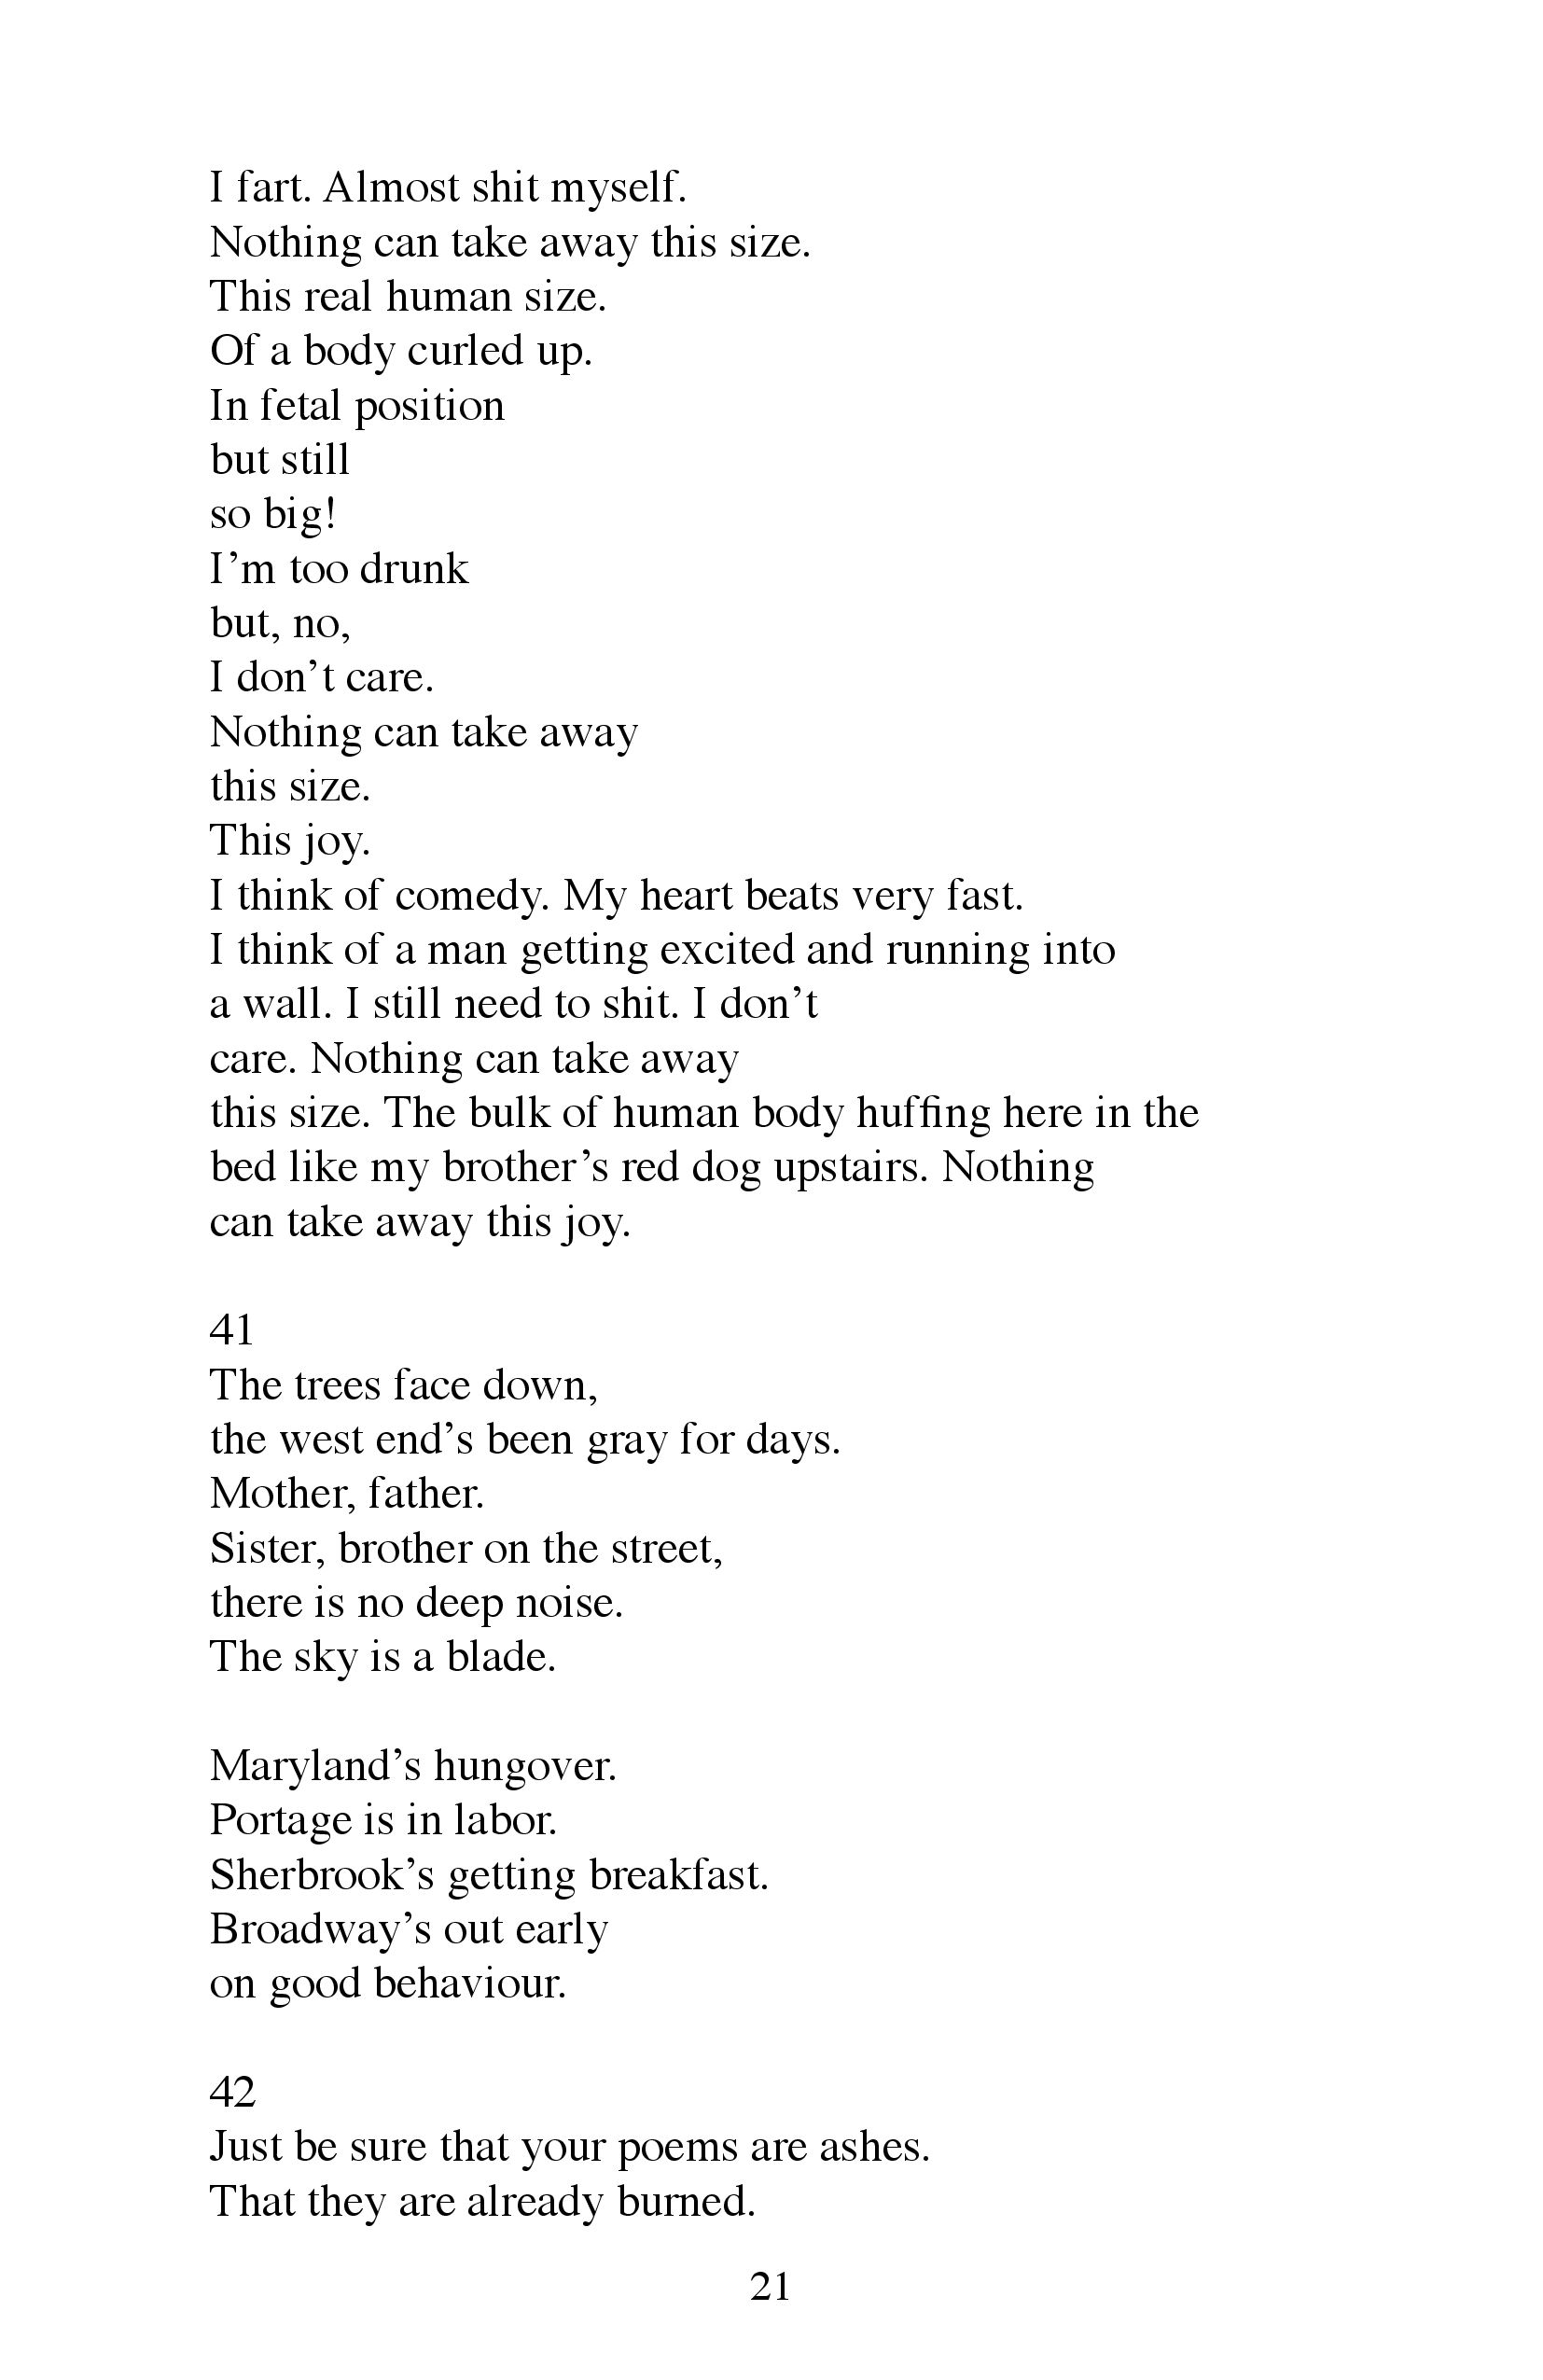 I fart. Almost shit myself.
Nothing can take away this size.
This real human size.
Of a body curled up.
In fetal position
but still
so big!
I’m too drunk
but, no,
I don’t care.
Nothing can take away
this size.
This joy.
I think of comedy. My heart beats very fast.
I think of a man getting excited and running into
a wall. I still need to shit. I don’t
care. Nothing can take away
this size. The bulk of human body huffing here in the
bed like my brother’s red dog upstairs. Nothing
can take away this joy.
41
The trees face down,
the west end’s been gray for days.
Mother, father.
Sister, brother on the street,
there is no deep noise.
The sky is a blade.
Maryland’s hungover.
Portage is in labor.
Sherbrook’s getting breakfast.
Broadway’s out early
on good behaviour.
42
Just be sure that your poems are ashes.
That they are already burned.
21